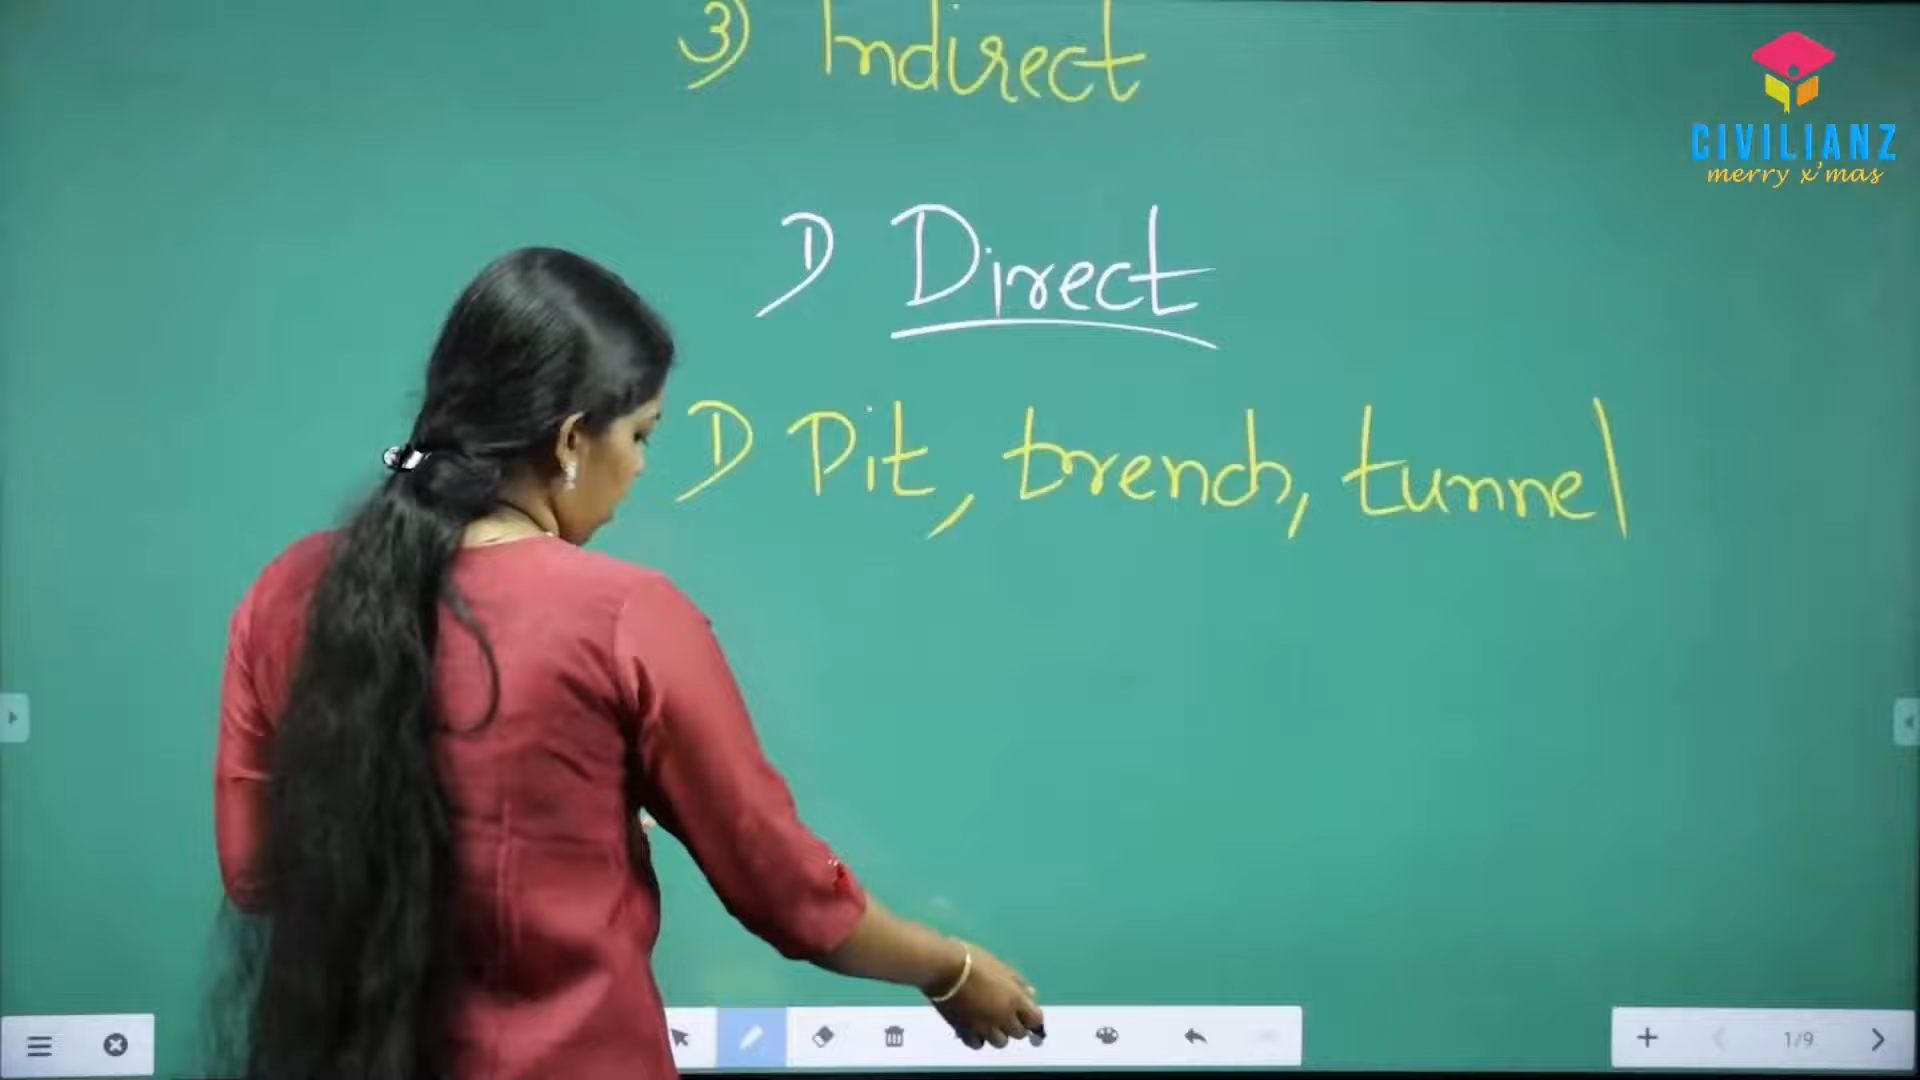 3) Indirect
CIVILIANZ
merry x'mas
1) Direct
1) Pit, trench, tunnel
1/9